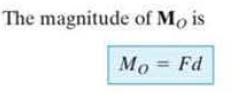 The magnitude of M_O is
M_O = Fd